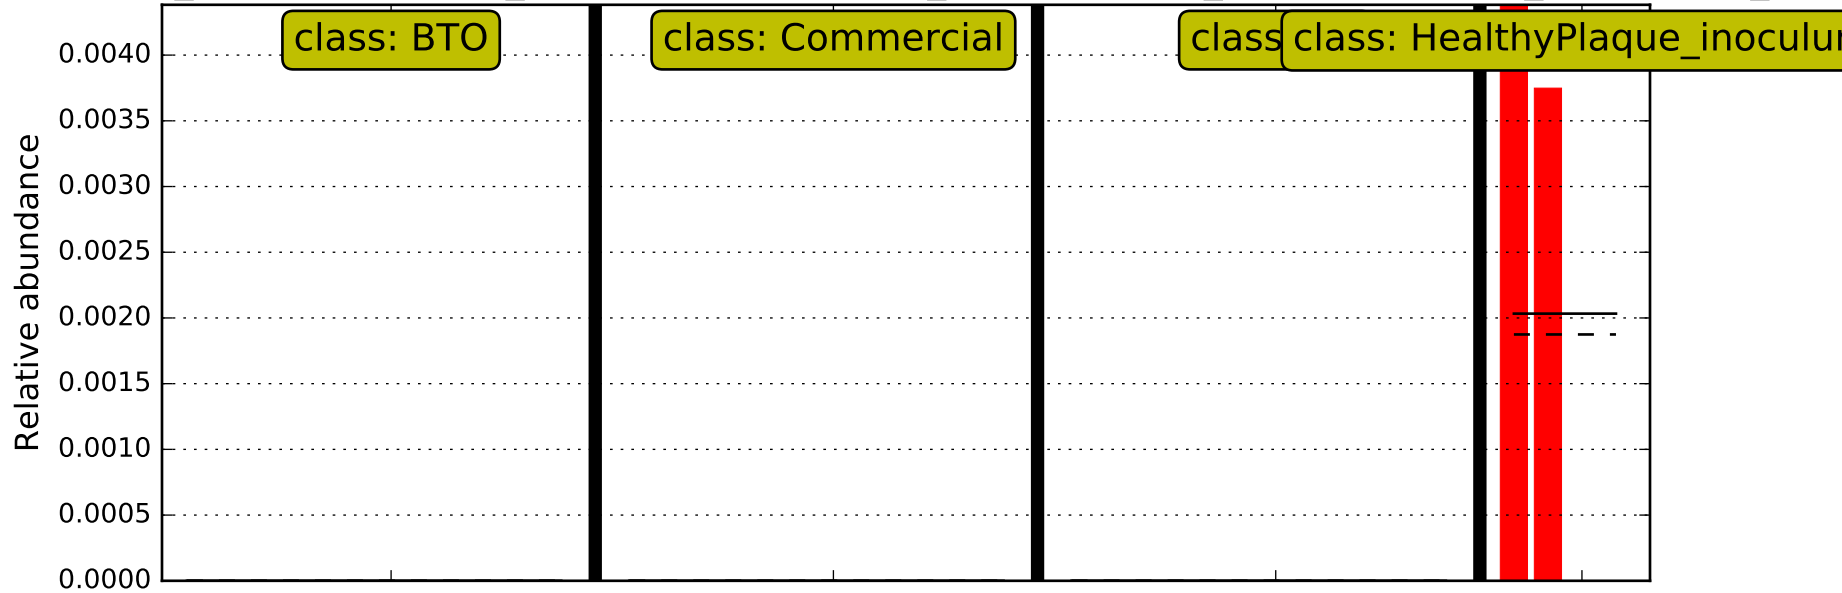 class: BTO
class: Commercial
class
class: HealthyPlaque_inoculu
0.0040
0.0035
0.0030
0.0025
0.0020
0.0015
0.0010
0.0005
0.0000
Relative abundance